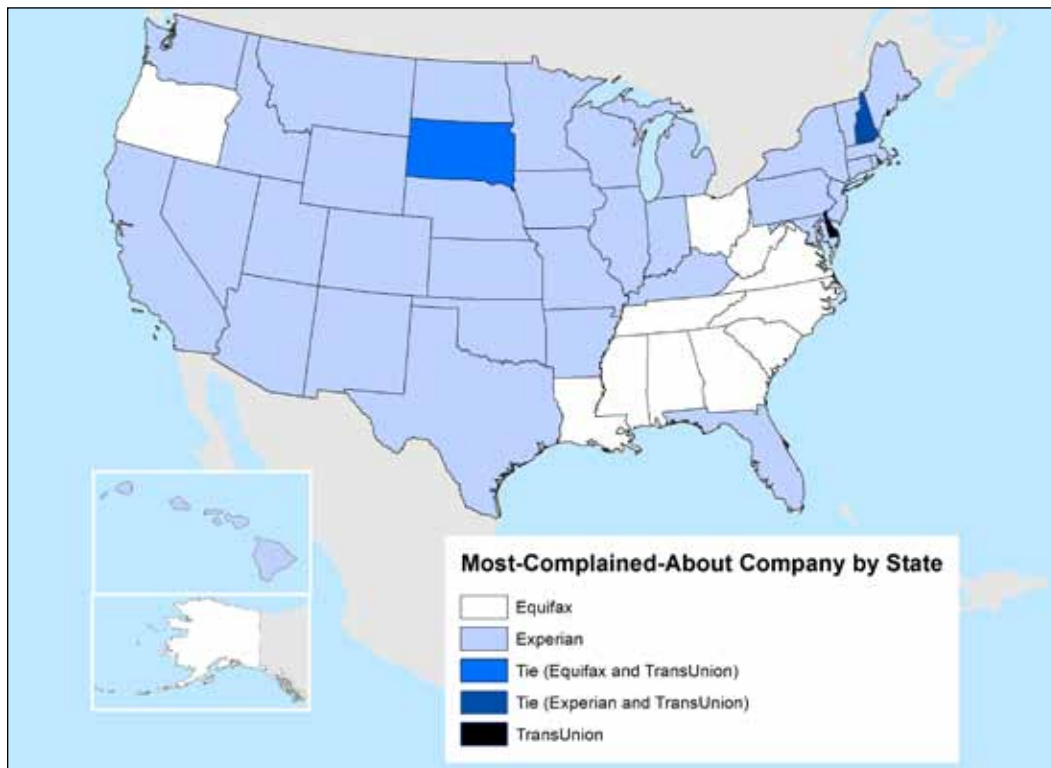 Most-Complained-About Company by State
Equifax
Experian
Tie (Equifax and TransUnion)
Tie (Experian and TransUnion)
TransUnion